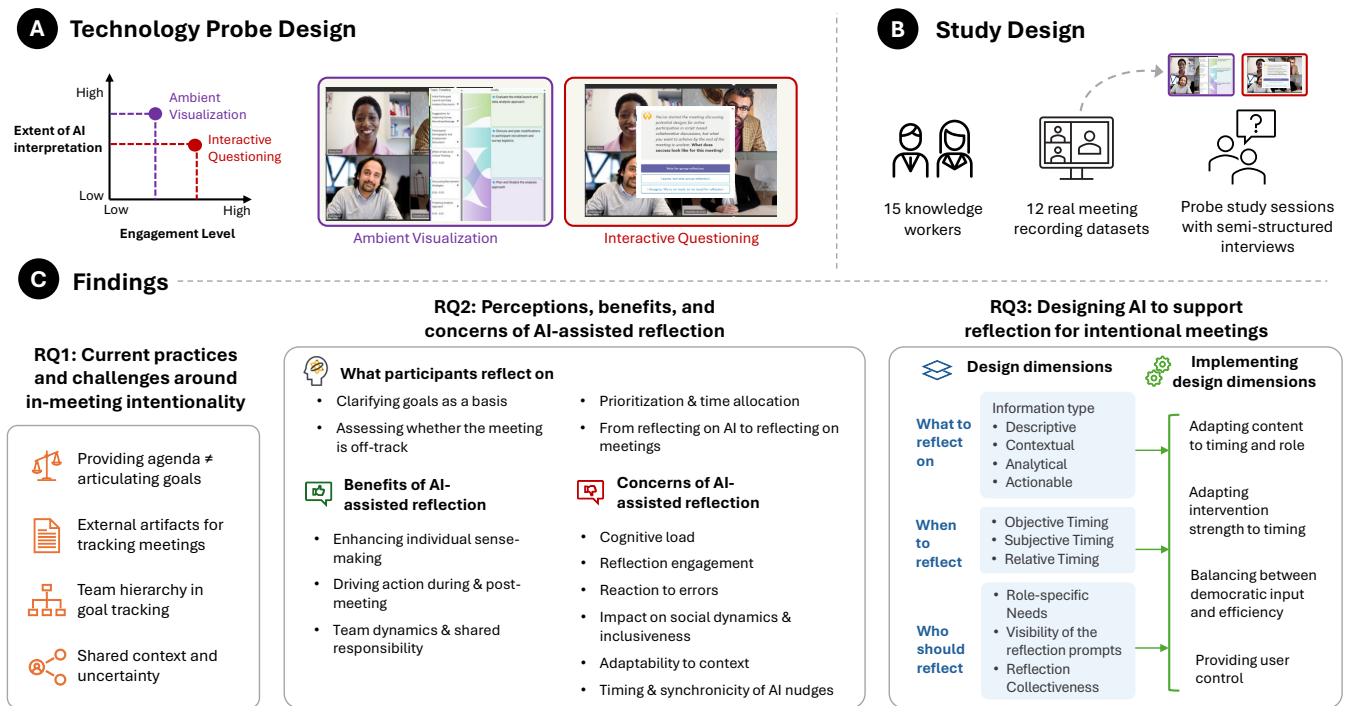 A Technology Probe Design
High
Extent of AI
interpretation
Low
Low
High
Engagement Level
Ambient
Visualization
Interactive
Questioning
Ambient Visualization
Interactive Questioning
B Study Design
15 knowledge
workers
12 real meeting
recording datasets
?
Probe study sessions
with semi-structured
interviews
C Findings
RQ1: Current practices
and challenges around
in-meeting intentionality
Providing agenda ≠
articulating goals
External artifacts for
tracking meetings
Team hierarchy in
goal tracking
Shared context and
uncertainty
RQ2: Perceptions, benefits, and
concerns of AI-assisted reflection
What participants reflect on
• Clarifying goals as a basis
• Assessing whether the meeting
is off-track
• Prioritization & time allocation
• From reflecting on AI to reflecting on
meetings
Benefits of AI-
assisted reflection
• Enhancing individual sense-
making
• Driving action during & post-
meeting
• Team dynamics & shared
responsibility
Concerns of AI-
assisted reflection
• Cognitive load
• Reflection engagement
• Reaction to errors
• Impact on social dynamics &
inclusiveness
• Adaptability to context
• Timing & synchronicity of AI nudges
RQ3: Designing AI to support
reflection for intentional meetings
Design dimensions
What to
reflect
on
Information type
• Descriptive
• Contextual
• Analytical
• Actionable
When
to
reflect
• Objective Timing
• Subjective Timing
• Relative Timing
Who
should
reflect
• Role-specific
Needs
• Visibility of the
reflection prompts
• Reflection
Collectiveness
Implementing
design dimensions
Adapting content
to timing and role
Adapting
intervention
strength to timing
Balancing between
democratic input
and efficiency
Providing user
control